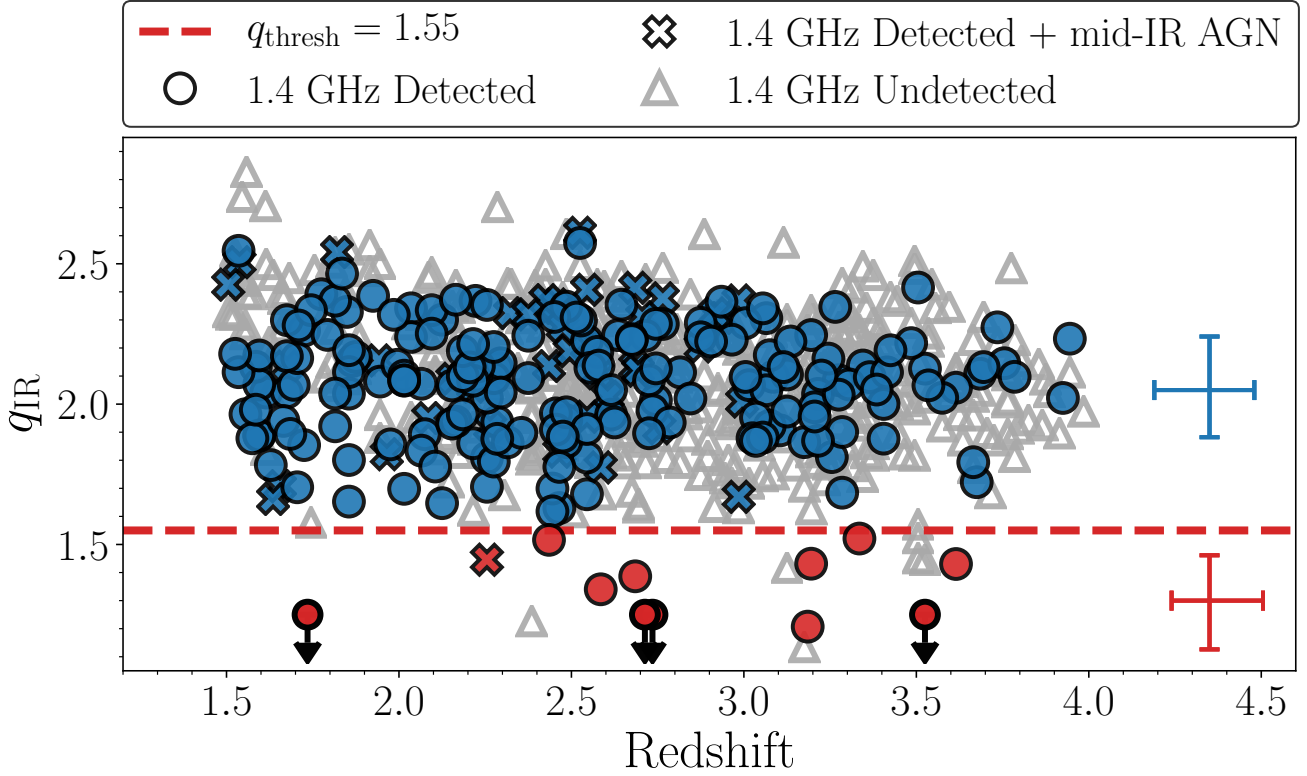 q_thresh = 1.55
1.4 GHz Detected
1.4 GHz Detected + mid-IR AGN
1.4 GHz Undetected
q_IR
2.5
2.0
1.5
1.5 2.0 2.5 3.0 3.5 4.0 4.5
Redshift